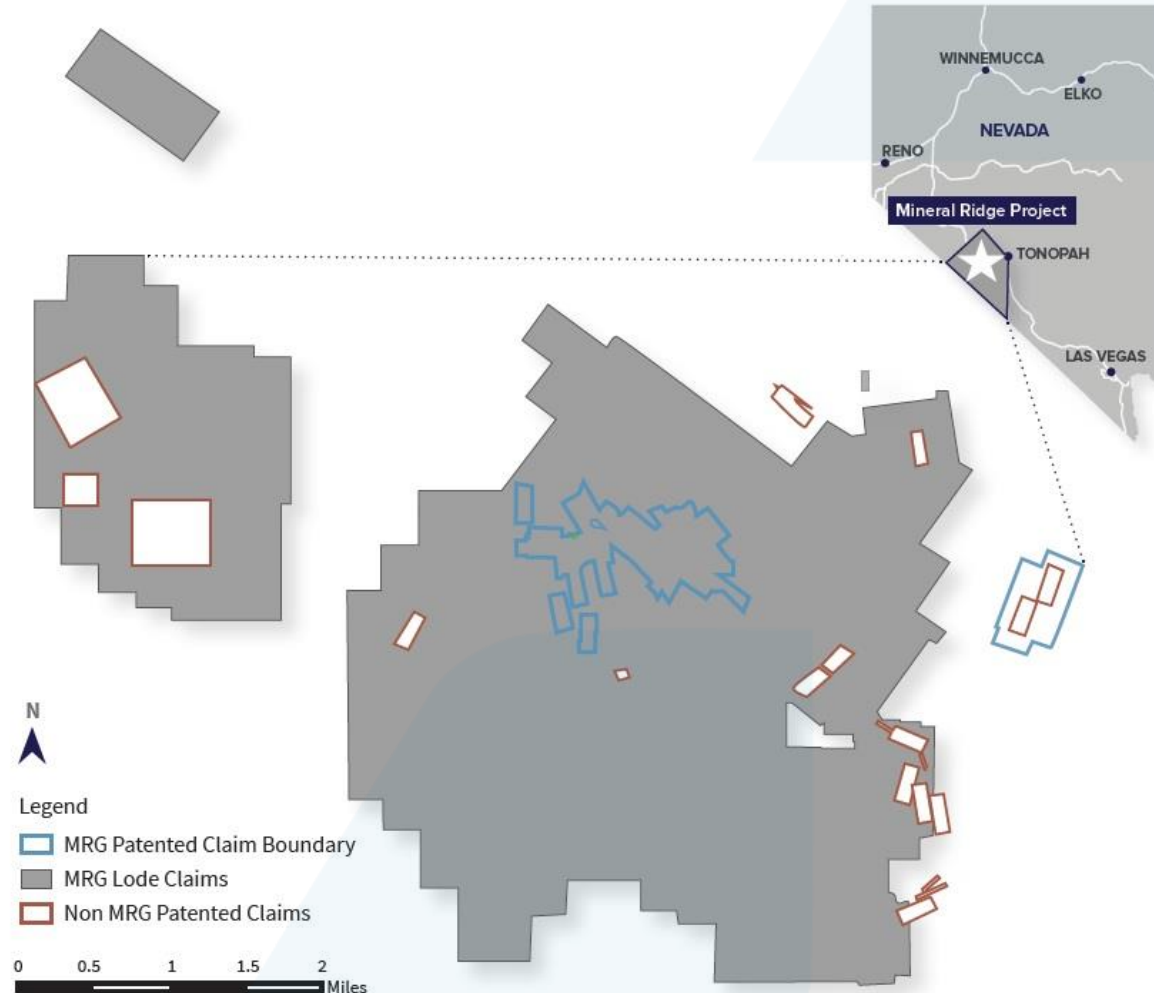 WINNEMUCCA
ELKO
NEVADA
RENO
Mineral Ridge Project
TONOPAH
LAS VEGAS
N
Legend
MRG Patented Claim Boundary
MRG Lode Claims
Non MRG Patented Claims
0 0.5 1 1.5 2
Miles